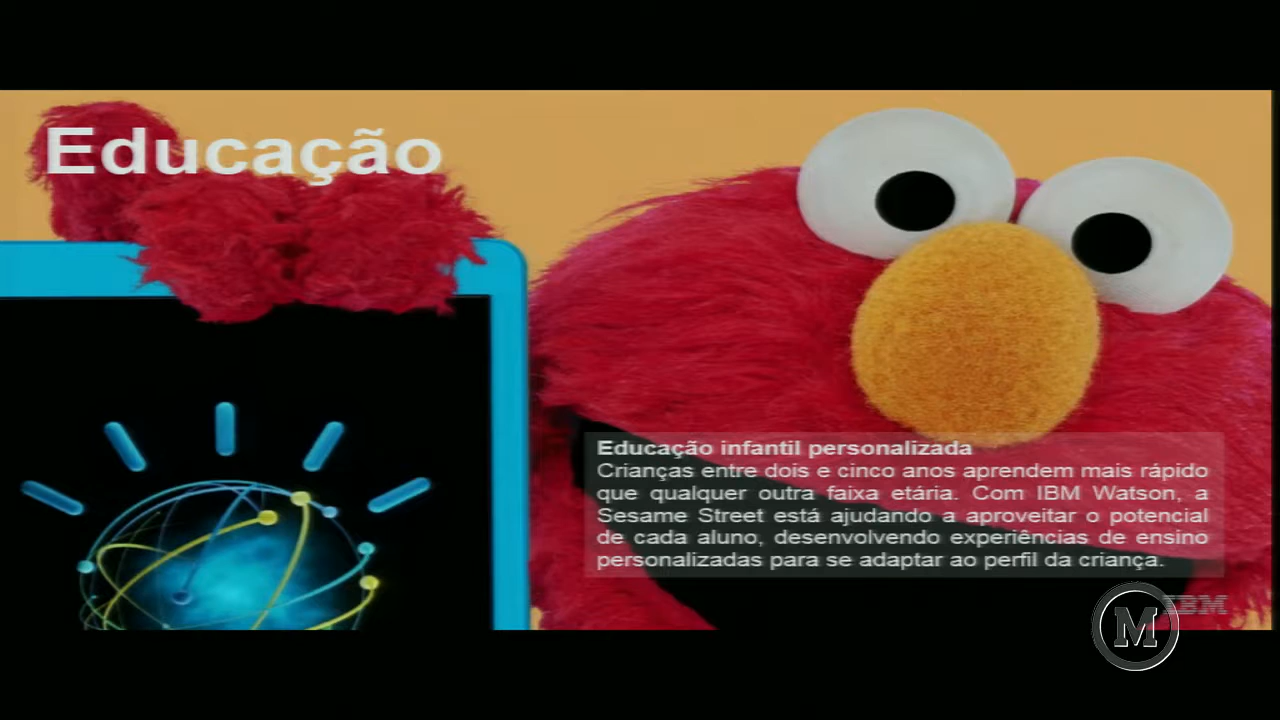 Educação
Educação infantil personalizada
Crianças entre dois e cinco anos aprendem mais rápido
que qualquer outra faixa etária. Com IBM Watson, a
Sesame Street está ajudando a aproveitar o potencial
de cada aluno, desenvolvendo experiências de ensino
personalizadas para se adaptar ao perfil da criança.
IBM
M